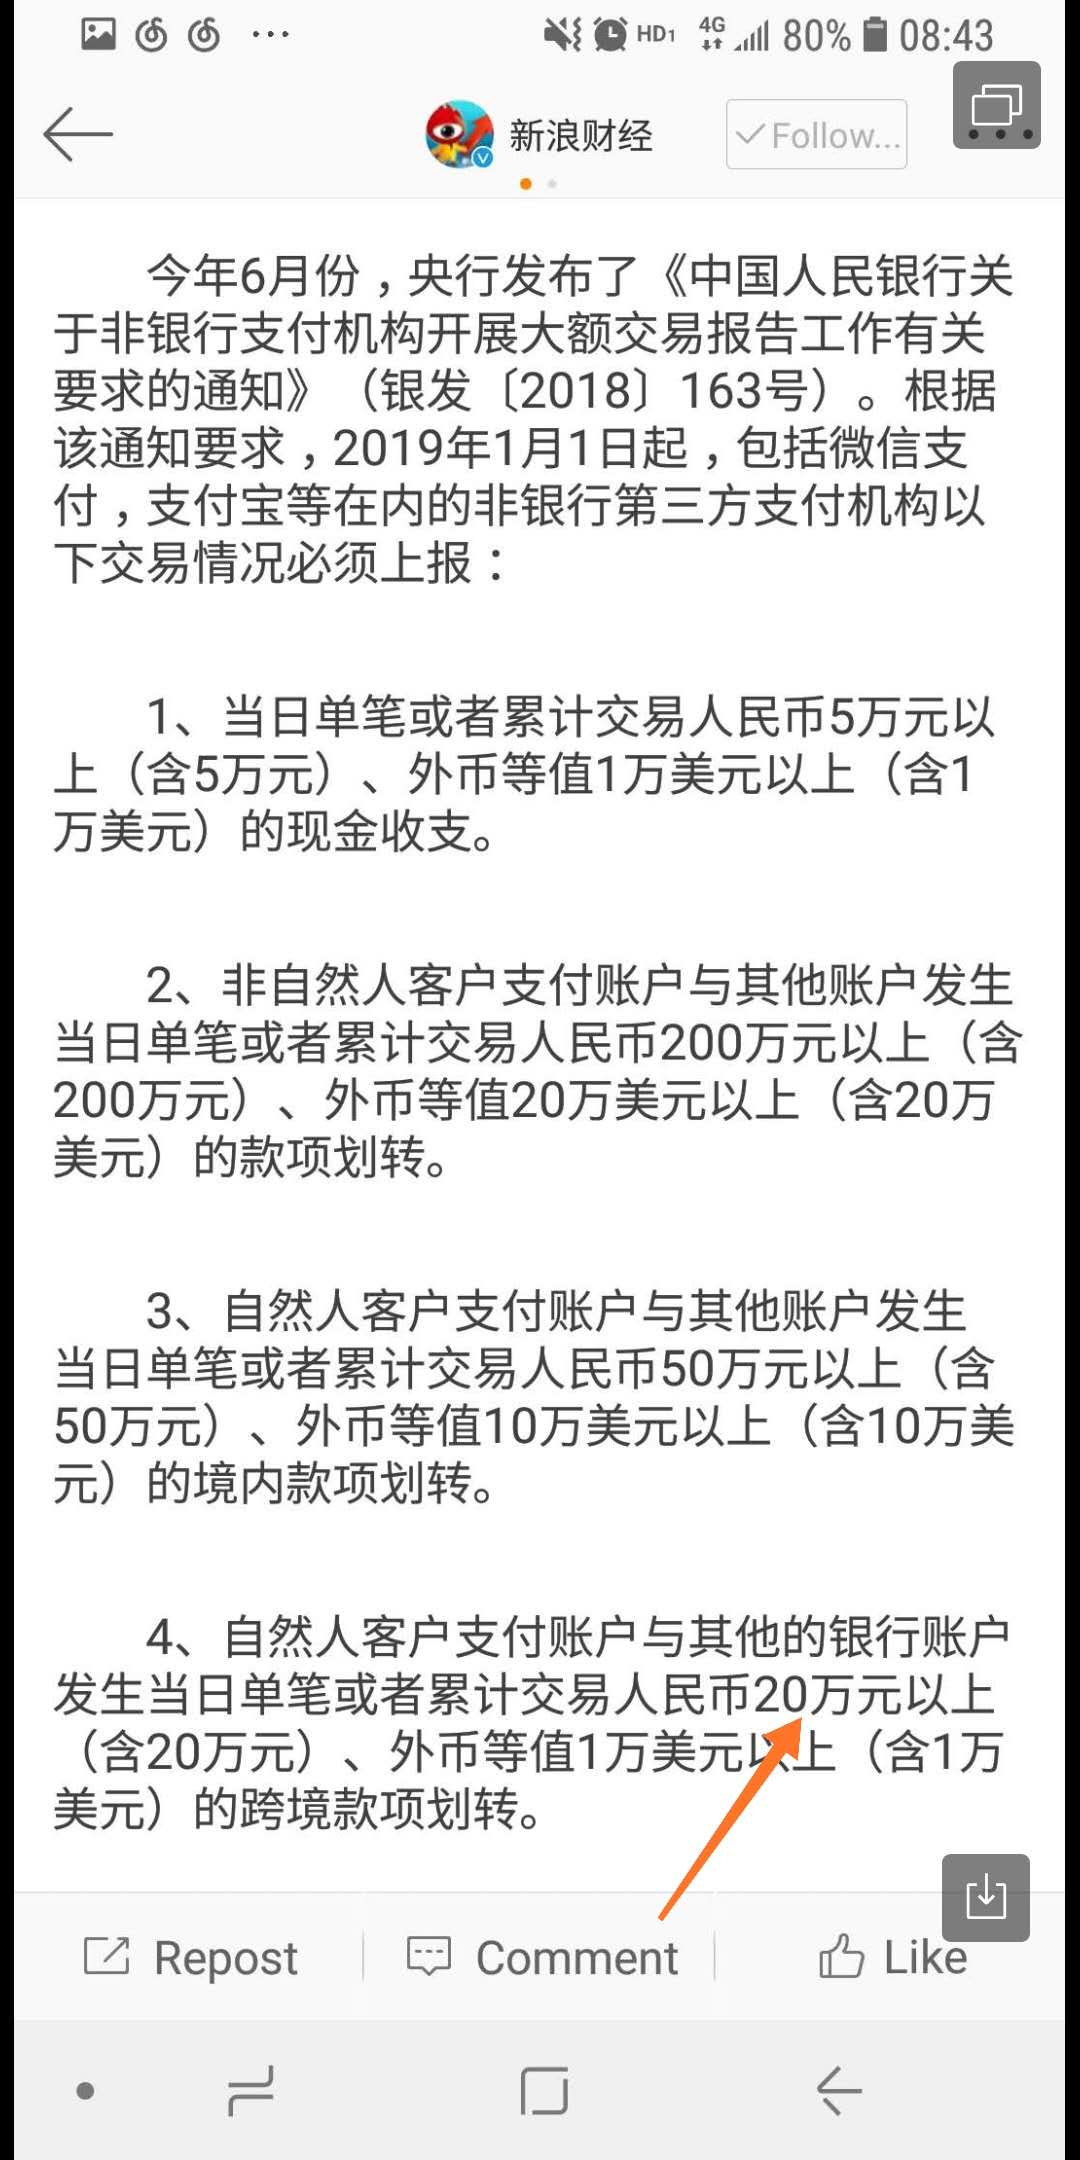 HD1 4G 80% 08:43
新浪财经 Follow...
今年6月份，央行发布了《中国人民银行关
于非银行支付机构开展大额交易报告工作有关
要求的通知》（银发〔2018〕163号）。根据
该通知要求，2019年1月1日起，包括微信支
付，支付宝等在内的非银行第三方支付机构以
下交易情况必须上报：
1、当日单笔或者累计交易人民币5万元以
上（含5万元）、外币等值1万美元以上（含1
万美元）的现金收支。
2、非自然人客户支付账户与其他账户发生
当日单笔或者累计交易人民币200万元以上（含
200万元）、外币等值20万美元以上（含20万
美元）的款项划转。
3、自然人客户支付账户与其他账户发生
当日单笔或者累计交易人民币50万元以上（含
50万元）、外币等值10万美元以上（含10万美
元）的境内款项划转。
4、自然人客户支付账户与其他的银行账户
发生当日单笔或者累计交易人民币20万元以上
（含20万元）、外币等值1万美元以上（含1万
美元）的跨境款项划转。
Repost Comment Like